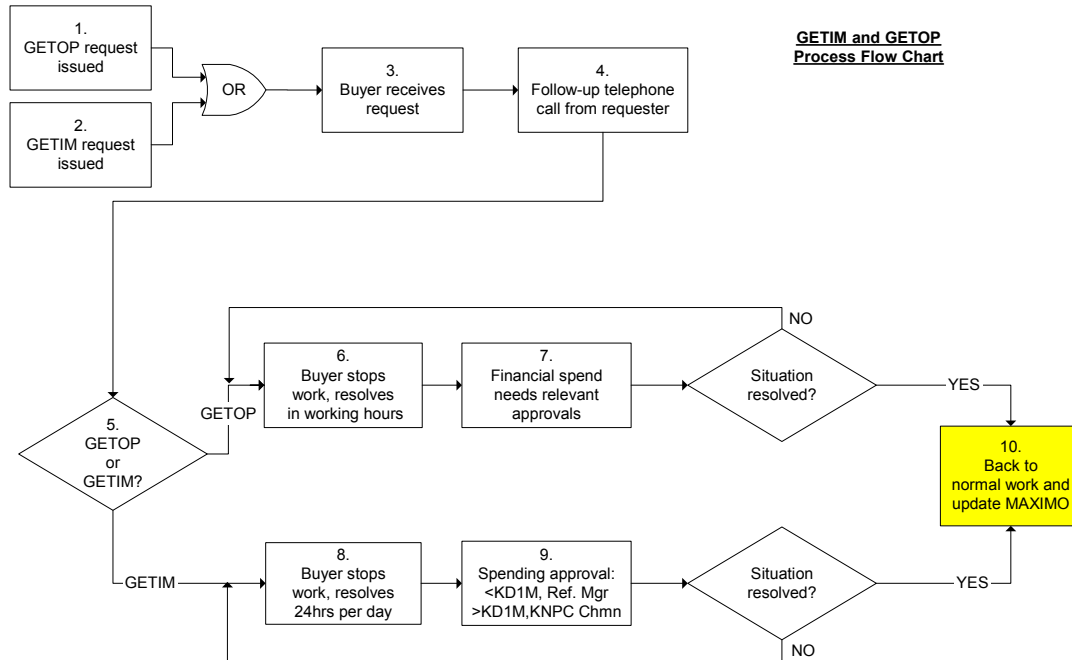 GETIM and GETOP
Process Flow Chart
1.
GETOP request
issued
2.
GETIM request
issued
OR
3.
Buyer receives
request
4.
Follow-up telephone
call from requester
5.
GETOP
or
GETIM?
GETOP
6.
Buyer stops
work, resolves
in working hours
7.
Financial spend
needs relevant
approvals
Situation
resolved?
NO
YES
GETIM
8.
Buyer stops
work, resolves
24hrs per day
9.
Spending approval:
<KD1M, Ref. Mgr
>KD1M,KNPC Chmn
Situation
resolved?
NO
YES
10.
Back to
normal work and
update MAXIMO